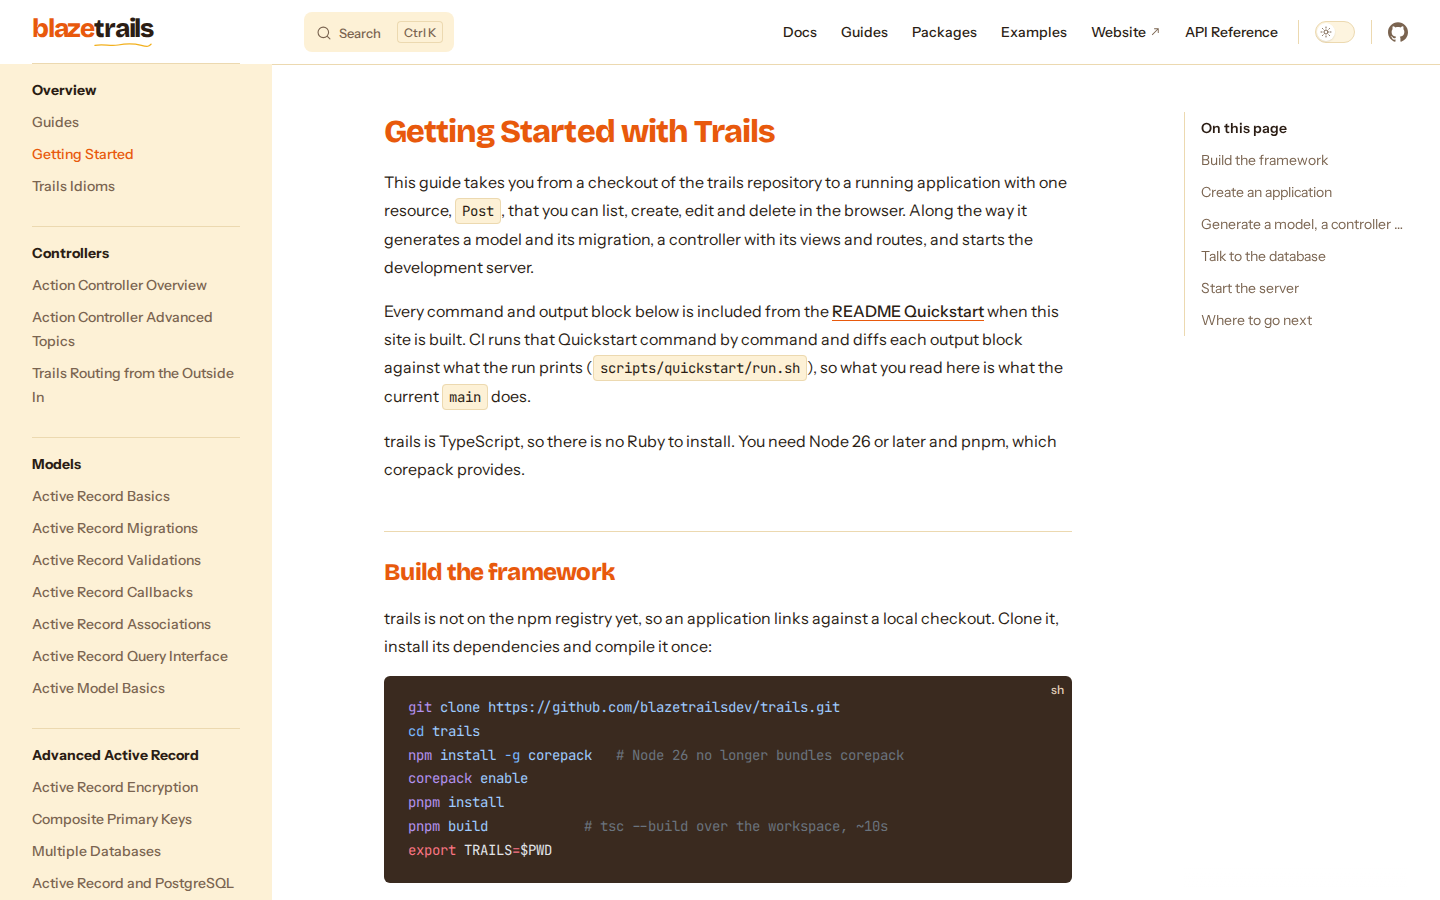 blazetrails
Search Ctrl K
Docs
Guides
Packages
Examples
Website ↗
API Reference
Overview
Guides
Getting Started
Trails Idioms
Controllers
Action Controller Overview
Action Controller Advanced
Topics
Trails Routing from the Outside
In
Models
Active Record Basics
Active Record Migrations
Active Record Validations
Active Record Callbacks
Active Record Associations
Active Record Query Interface
Active Model Basics
Advanced Active Record
Active Record Encryption
Composite Primary Keys
Multiple Databases
Active Record and PostgreSQL
Getting Started with Trails
This guide takes you from a checkout of the trails repository to a running application with one
resource, Post, that you can list, create, edit and delete in the browser. Along the way it
generates a model and its migration, a controller with its views and routes, and starts the
development server.
Every command and output block below is included from the README Quickstart when this
site is built. CI runs that Quickstart command by command and diffs each output block
against what the run prints (scripts/quickstart/run.sh), so what you read here is what the
current main does.
trails is TypeScript, so there is no Ruby to install. You need Node 26 or later and pnpm, which
corepack provides.
Build the framework
trails is not on the npm registry yet, so an application links against a local checkout. Clone it,
install its dependencies and compile it once:
sh
git clone https://github.com/blazetrailsdev/trails.git
cd trails
npm install -g corepack   # Node 26 no longer bundles corepack
corepack enable
pnpm install
pnpm build            # tsc --build over the workspace, ~10s
export TRAILS=$PWD
On this page
Build the framework
Create an application
Generate a model, a controller …
Talk to the database
Start the server
Where to go next